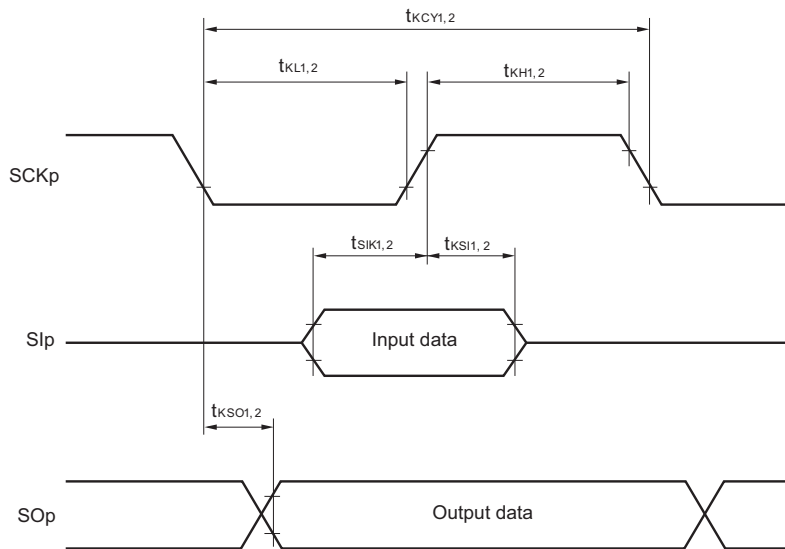 tKCY1, 2
tKL1, 2
tKH1, 2
SCKp
tSIK1, 2
tKSI1, 2
SIp
Input data
tKSO1, 2
SOp
Output data